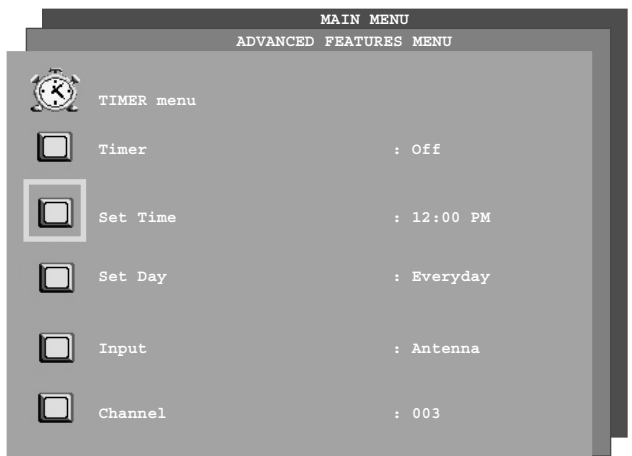 MAIN MENU
ADVANCED FEATURES MENU
TIMER menu
Timer : Off
Set Time : 12:00 PM
Set Day : Everyday
Input : Antenna
Channel : 003